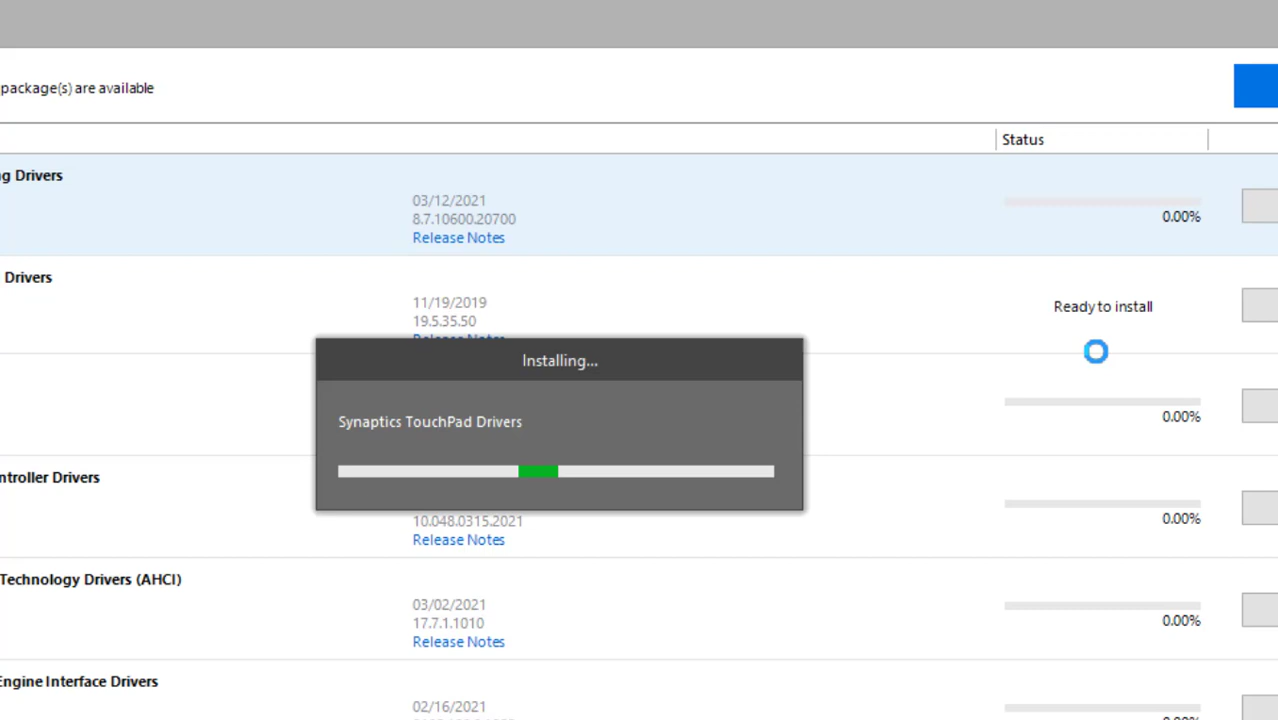 package(s) are available
Status
g Drivers
03/12/2021
8.7.10600.20700
Release Notes
0.00%
Drivers
11/19/2019
19.5.35.50
Release Notes
Ready to install
Installing...
Synaptics TouchPad Drivers
0.00%
ntroller Drivers
10.048.0315.2021
Release Notes
0.00%
Technology Drivers (AHCI)
03/02/2021
17.7.1.1010
Release Notes
0.00%
Engine Interface Drivers
02/16/2021